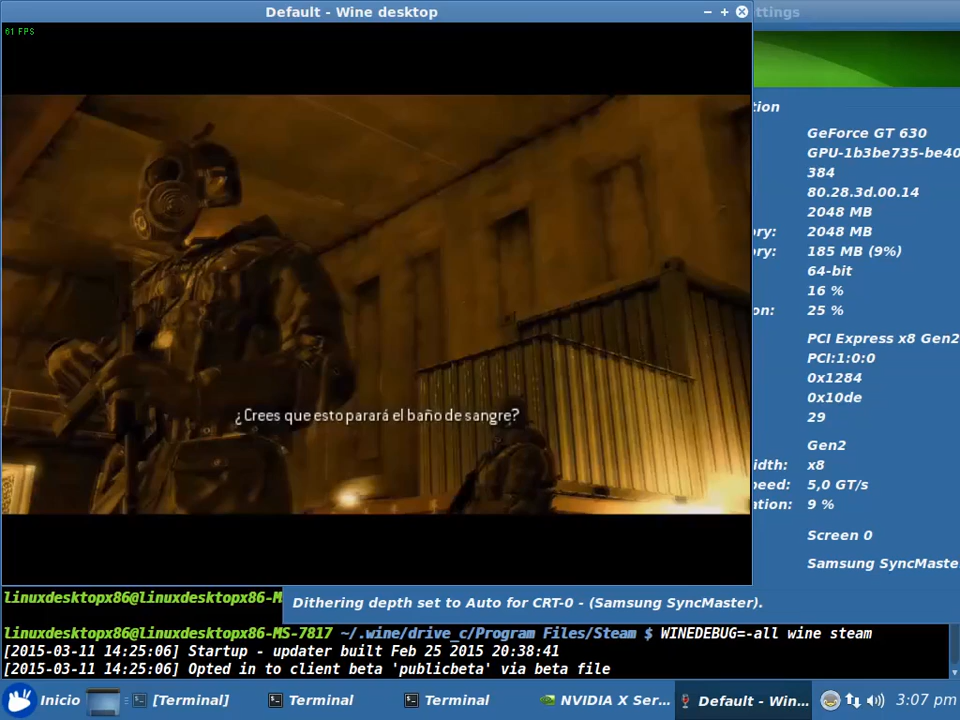 Default - Wine desktop
ttings
61 FPS
tion
GeForce GT 630
GPU-1b3be735-be40
384
80.28.3d.00.14
2048 MB
ry: 2048 MB
ry: 185 MB (9%)
64-bit
16 %
on: 25 %
PCI Express x8 Gen2
PCI:1:0:0
0x1284
0x10de
29
Gen2
idth: x8
eed: 5,0 GT/s
ation: 9 %
Screen 0
Samsung SyncMaste
¿Crees que esto parará el baño de sangre?
linuxdesktopx86@linuxdesktopx86-M
Dithering depth set to Auto for CRT-0 - (Samsung SyncMaster).
linuxdesktopx86@linuxdesktopx86-MS-7817 ~/.wine/drive_c/Program Files/Steam $ WINEDEBUG=-all wine steam
[2015-03-11 14:25:06] Startup - updater built Feb 25 2015 20:38:41
[2015-03-11 14:25:06] Opted in to client beta 'publicbeta' via beta file
Inicio [Terminal] Terminal Terminal NVIDIA X Ser... Default - Win... 3:07 pm